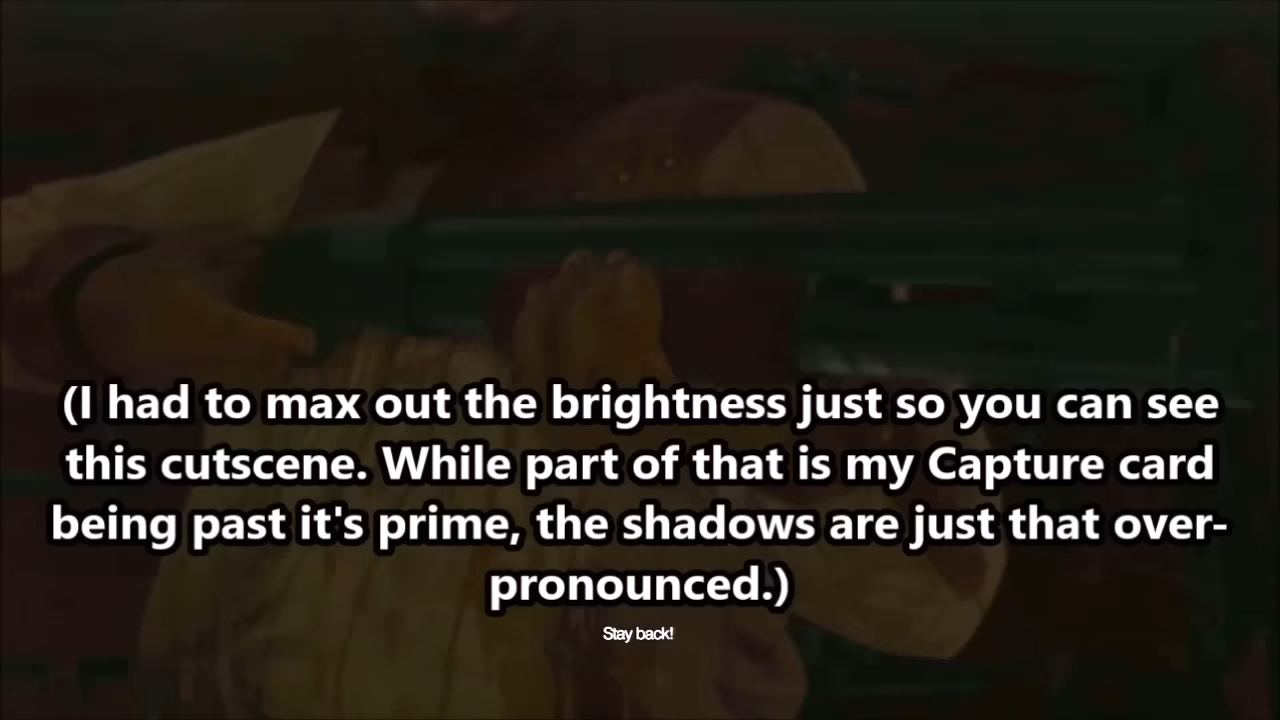 (I had to max out the brightness just so you can see
this cutscene. While part of that is my Capture card
being past it's prime, the shadows are just that over-
pronounced.)
Stay back!